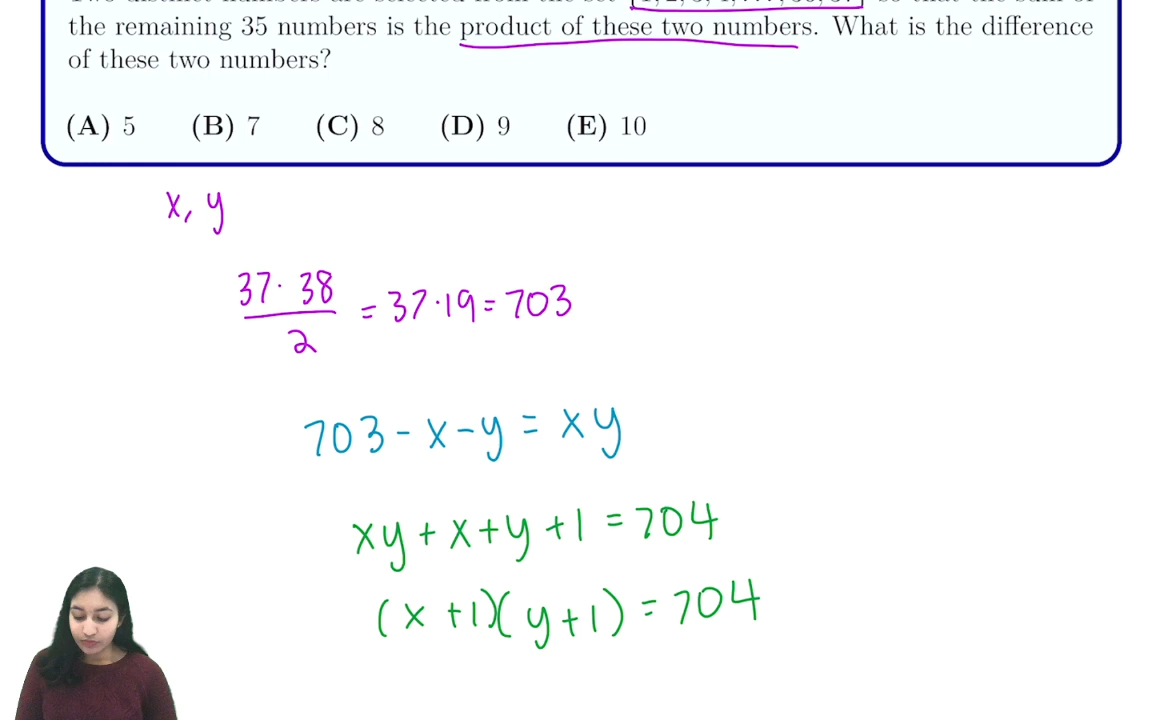 the remaining 35 numbers is the product of these two numbers. What is the difference
of these two numbers?
(A) 5 (B) 7 (C) 8 (D) 9 (E) 10
x, y
37· 38 / 2 = 37·19 = 703
703 - x - y = xy
xy + x + y + 1 = 704
(x +1)(y+1) = 704